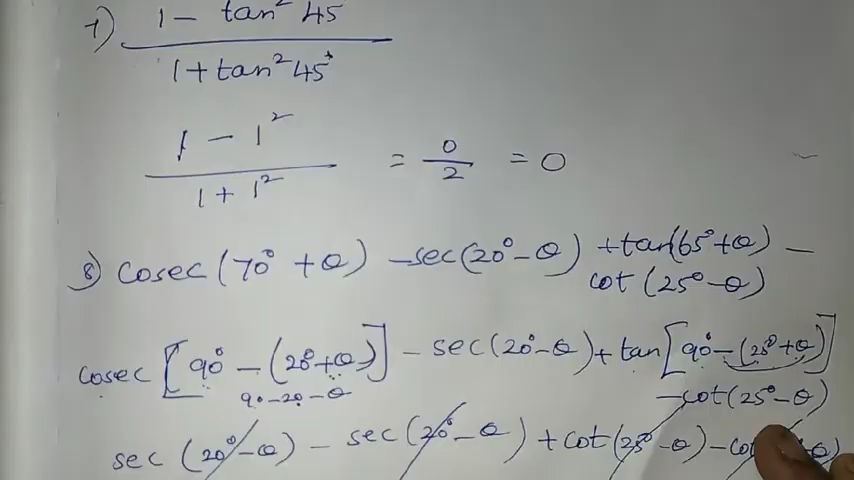 7) 1 - tan² 45
1 + tan² 45°
1 - 1²
1 + 1² = 0/2 = 0
8) cosec (70° + θ) - sec(20° - θ) + tan(65° + θ) -
cot (25° - θ)
cosec [90° - (20° + θ)] - sec(20° - θ) + tan [90° - (25° + θ)]
90 - 20 - θ
- cot(25° - θ)
sec (20° - θ) - sec (20° - θ) + cot (25° - θ) - cot θ)